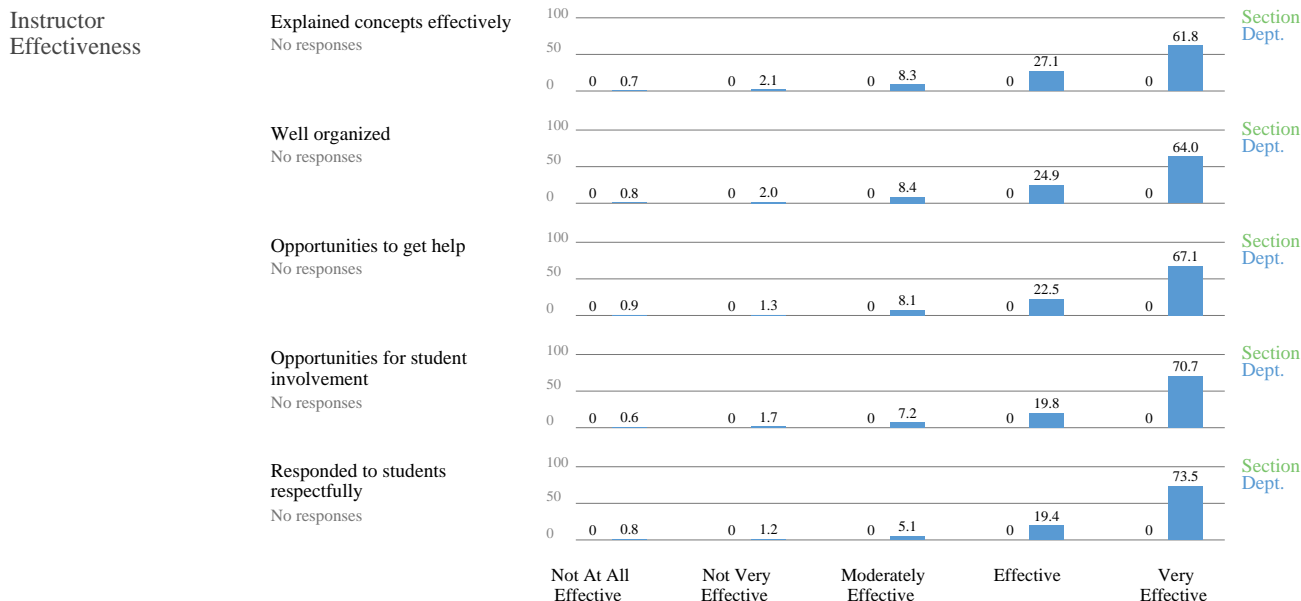 Instructor
Effectiveness
Explained concepts effectively
No responses
100
50
0
0 0.7 0 2.1 0 8.3 0 27.1 0 61.8
Section
Dept.
Well organized
No responses
100
50
0
0 0.8 0 2.0 0 8.4 0 24.9 0 64.0
Section
Dept.
Opportunities to get help
No responses
100
50
0
0 0.9 0 1.3 0 8.1 0 22.5 0 67.1
Section
Dept.
Opportunities for student
involvement
No responses
100
50
0
0 0.6 0 1.7 0 7.2 0 19.8 0 70.7
Section
Dept.
Responded to students
respectfully
No responses
100
50
0
0 0.8 0 1.2 0 5.1 0 19.4 0 73.5
Section
Dept.
Not At All
Effective
Not Very
Effective
Moderately
Effective
Effective
Very
Effective